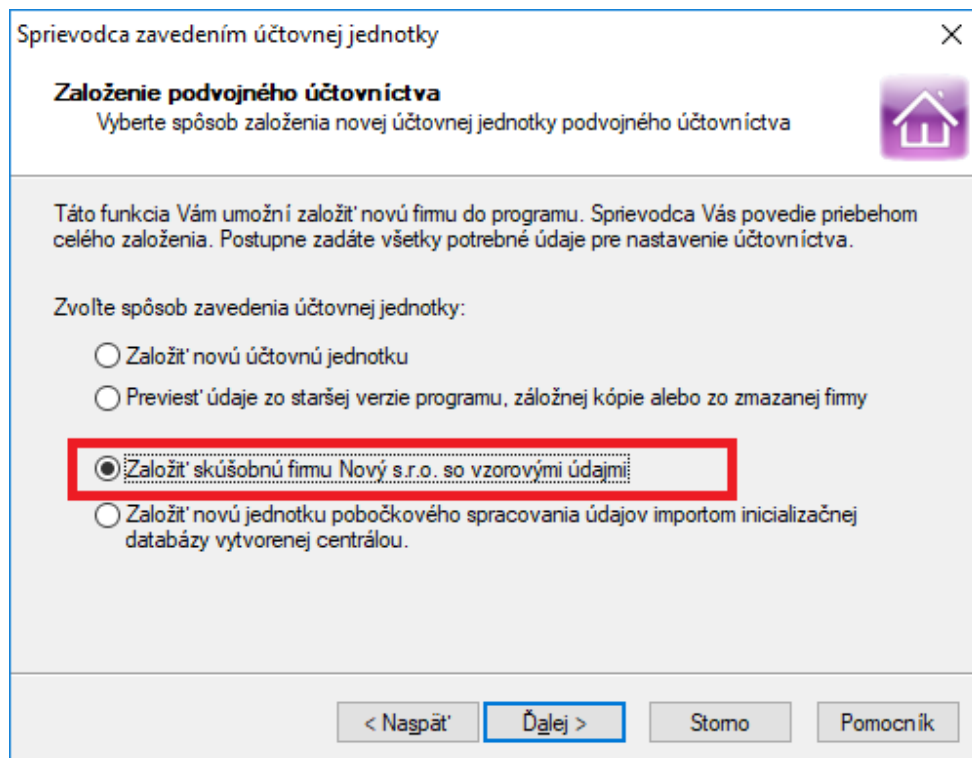 Sprievodca zavedením účtovnej jednotky
Založenie podvojného účtovníctva
Vyberte spôsob založenia novej účtovnej jednotky podvojného účtovníctva
Táto funkcia Vám umožní založiť novú firmu do programu. Sprievodca Vás povedie priebehom
celého založenia. Postupne zadáte všetky potrebné údaje pre nastavenie účtovníctva.
Zvoľte spôsob zavedenia účtovnej jednotky:
Založiť novú účtovnú jednotku
Previesť údaje zo staršej verzie programu, záložnej kópie alebo zo zmazanej firmy
Založiť skúšobnú firmu Nový s.r.o. so vzorovými údajmi
Založiť novú jednotku pobočkového spracovania údajov importom inicializačnej
databázy vytvorenej centrálou.
< Naspäť Ďalej > Storno Pomocník